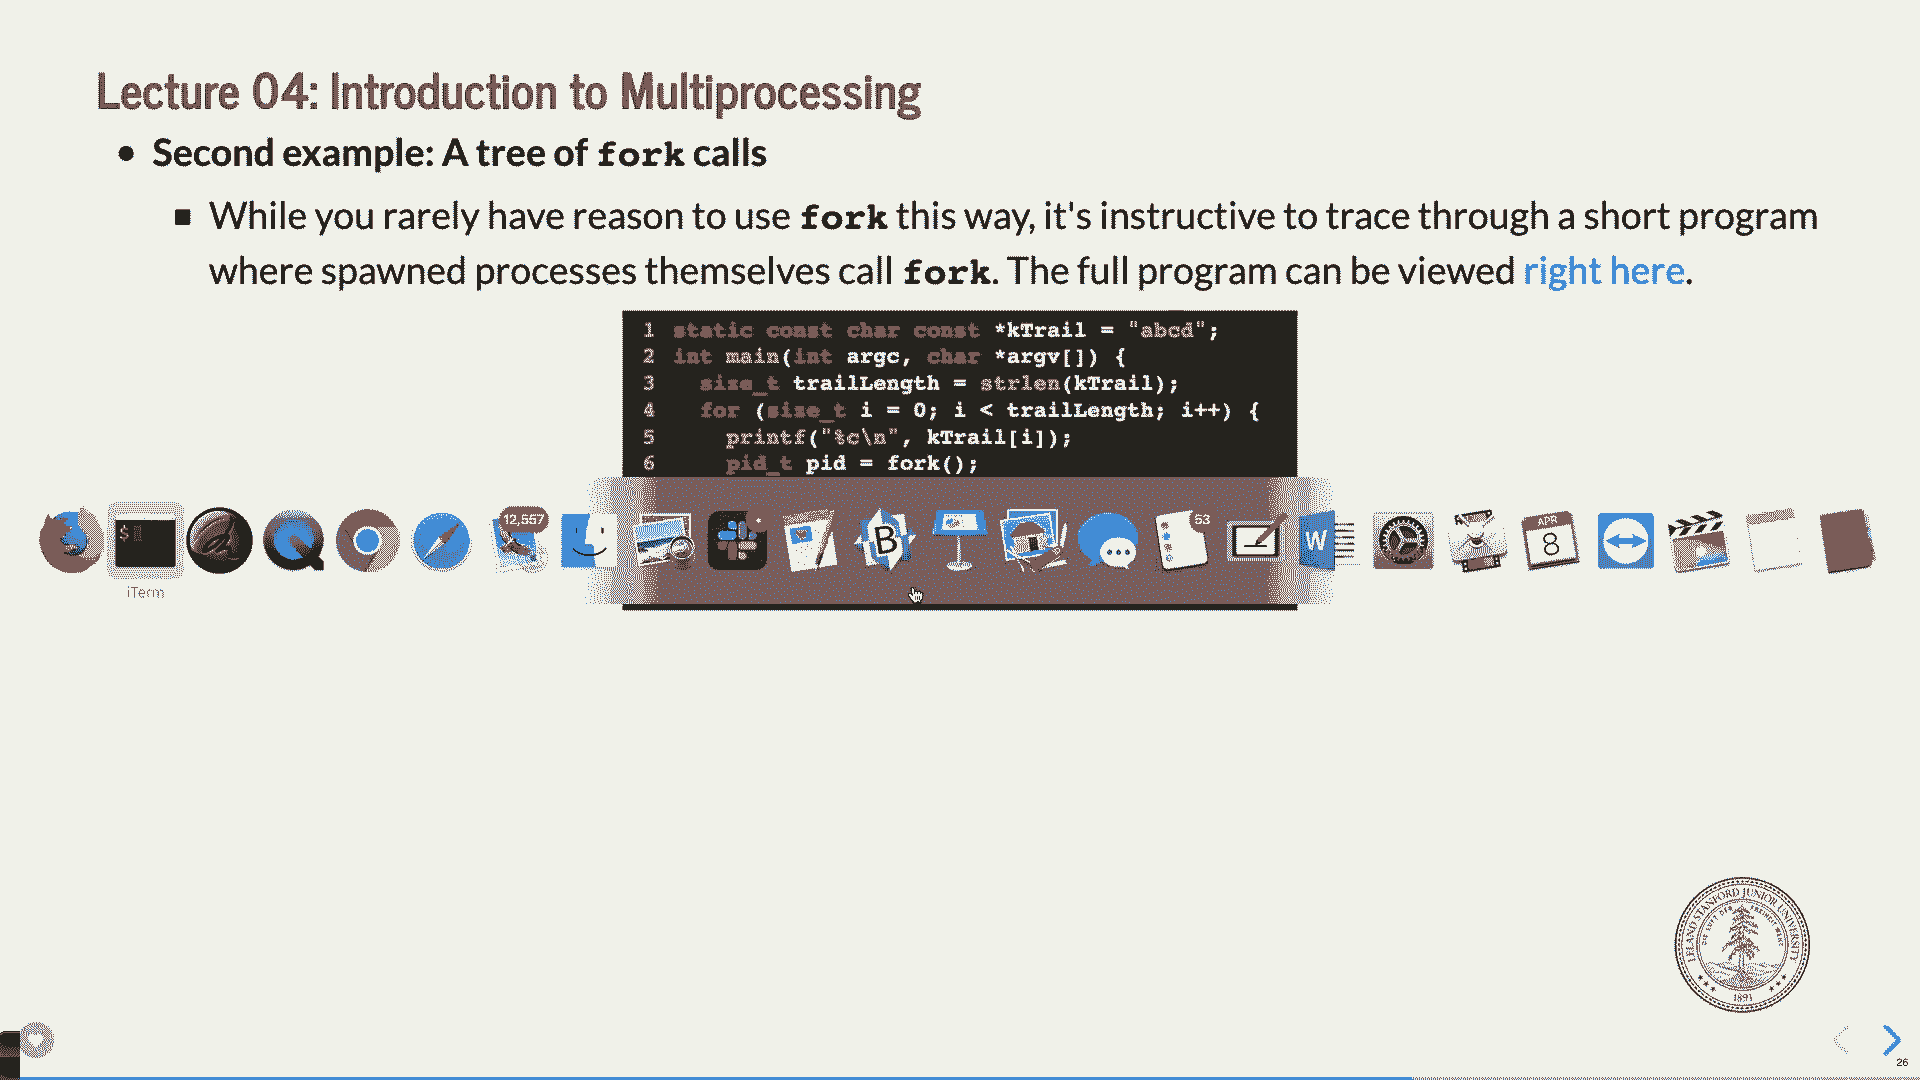 Lecture 04: Introduction to Multiprocessing
Second example: A tree of fork calls
While you rarely have reason to use fork this way, it's instructive to trace through a short program
where spawned processes themselves call fork. The full program can be viewed right here.
1 static const char const *kTrail = "abcd";
2 int main(int argc, char *argv[]) {
3 size_t trailLength = strlen(kTrail);
4 for (size_t i = 0; i < trailLength; i++) {
5 printf("%c\n", kTrail[i]);
6 pid_t pid = fork();
$
12,557
B
53
W
APR
8
iTerm
LELAND STANFORD JUNIOR UNIVERSITY
1891
26